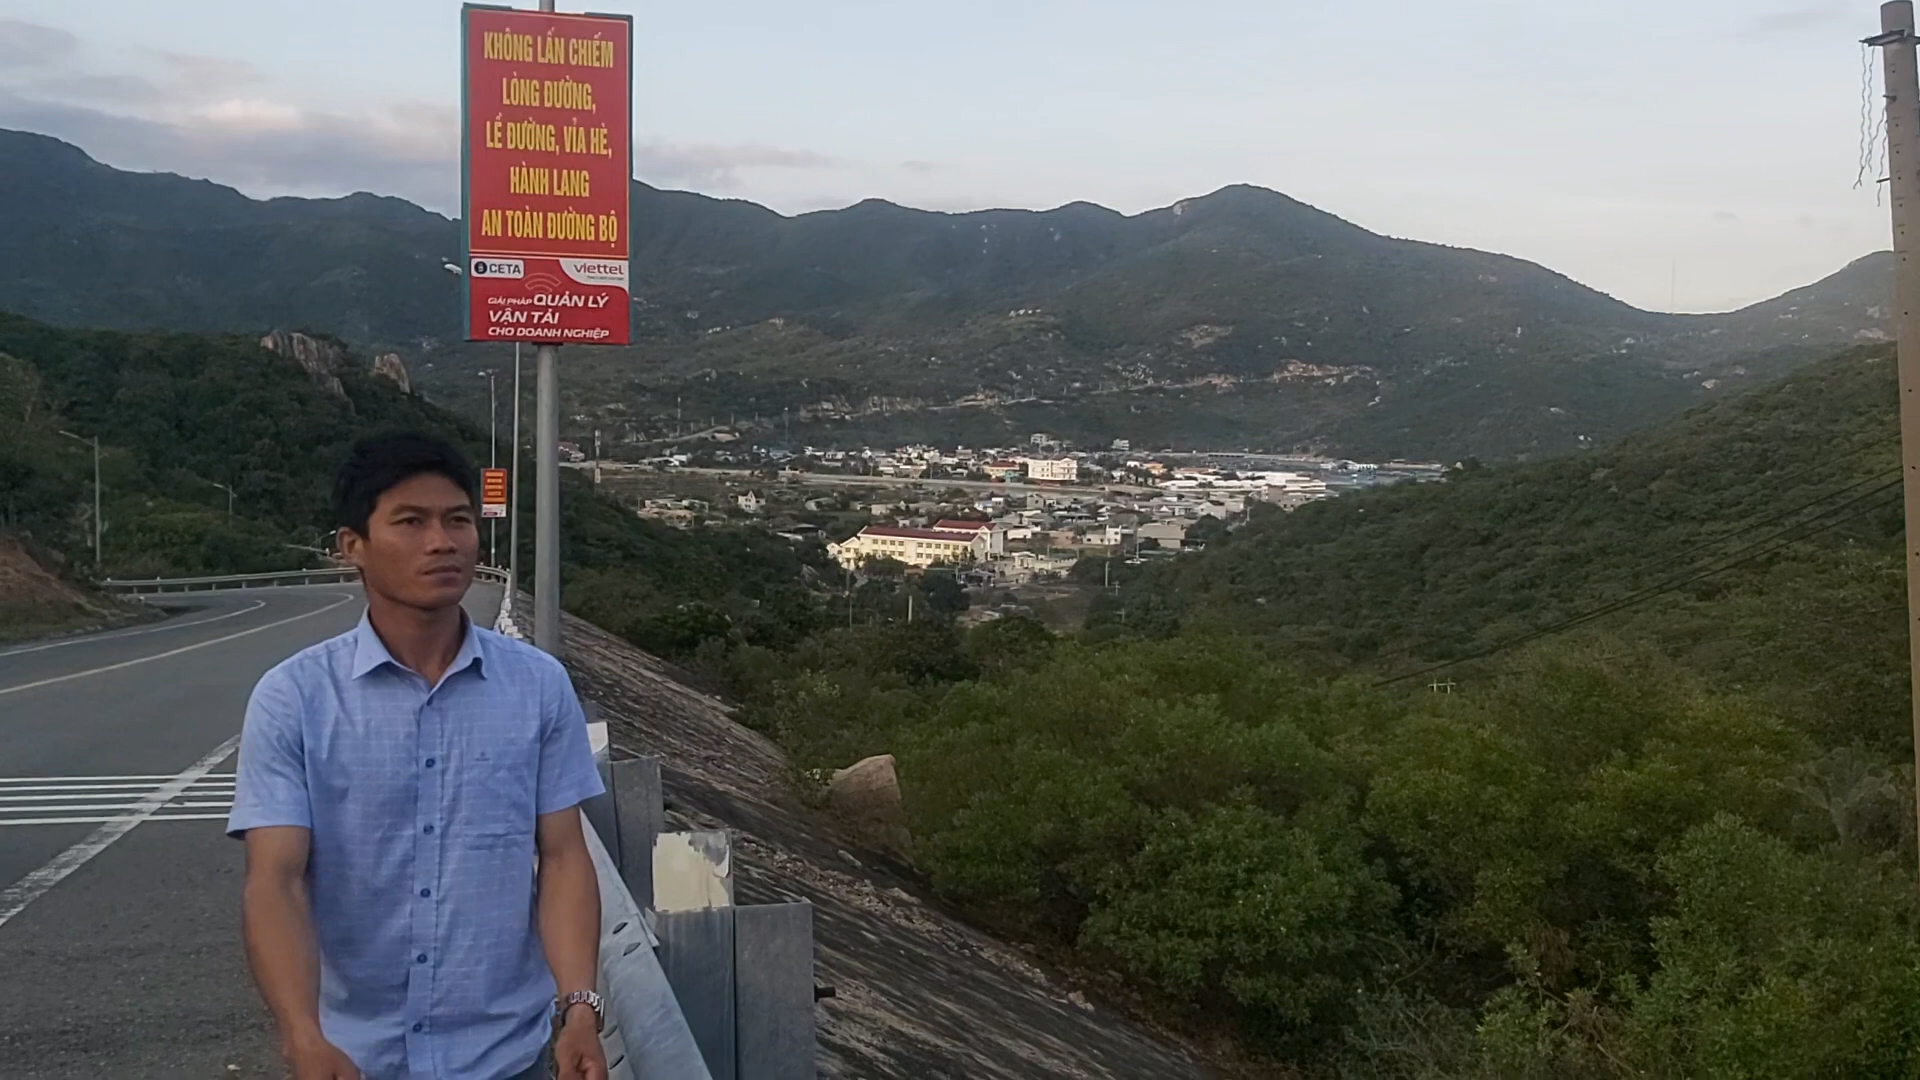 KHÔNG LẤN CHIẾM
LÒNG ĐƯỜNG,
LỀ ĐƯỜNG, VỈA HÈ,
HÀNH LANG
AN TOÀN ĐƯỜNG BỘ
CETA
viettel
GIẢI PHÁP QUẢN LÝ
VẬN TẢI
CHO DOANH NGHIỆP